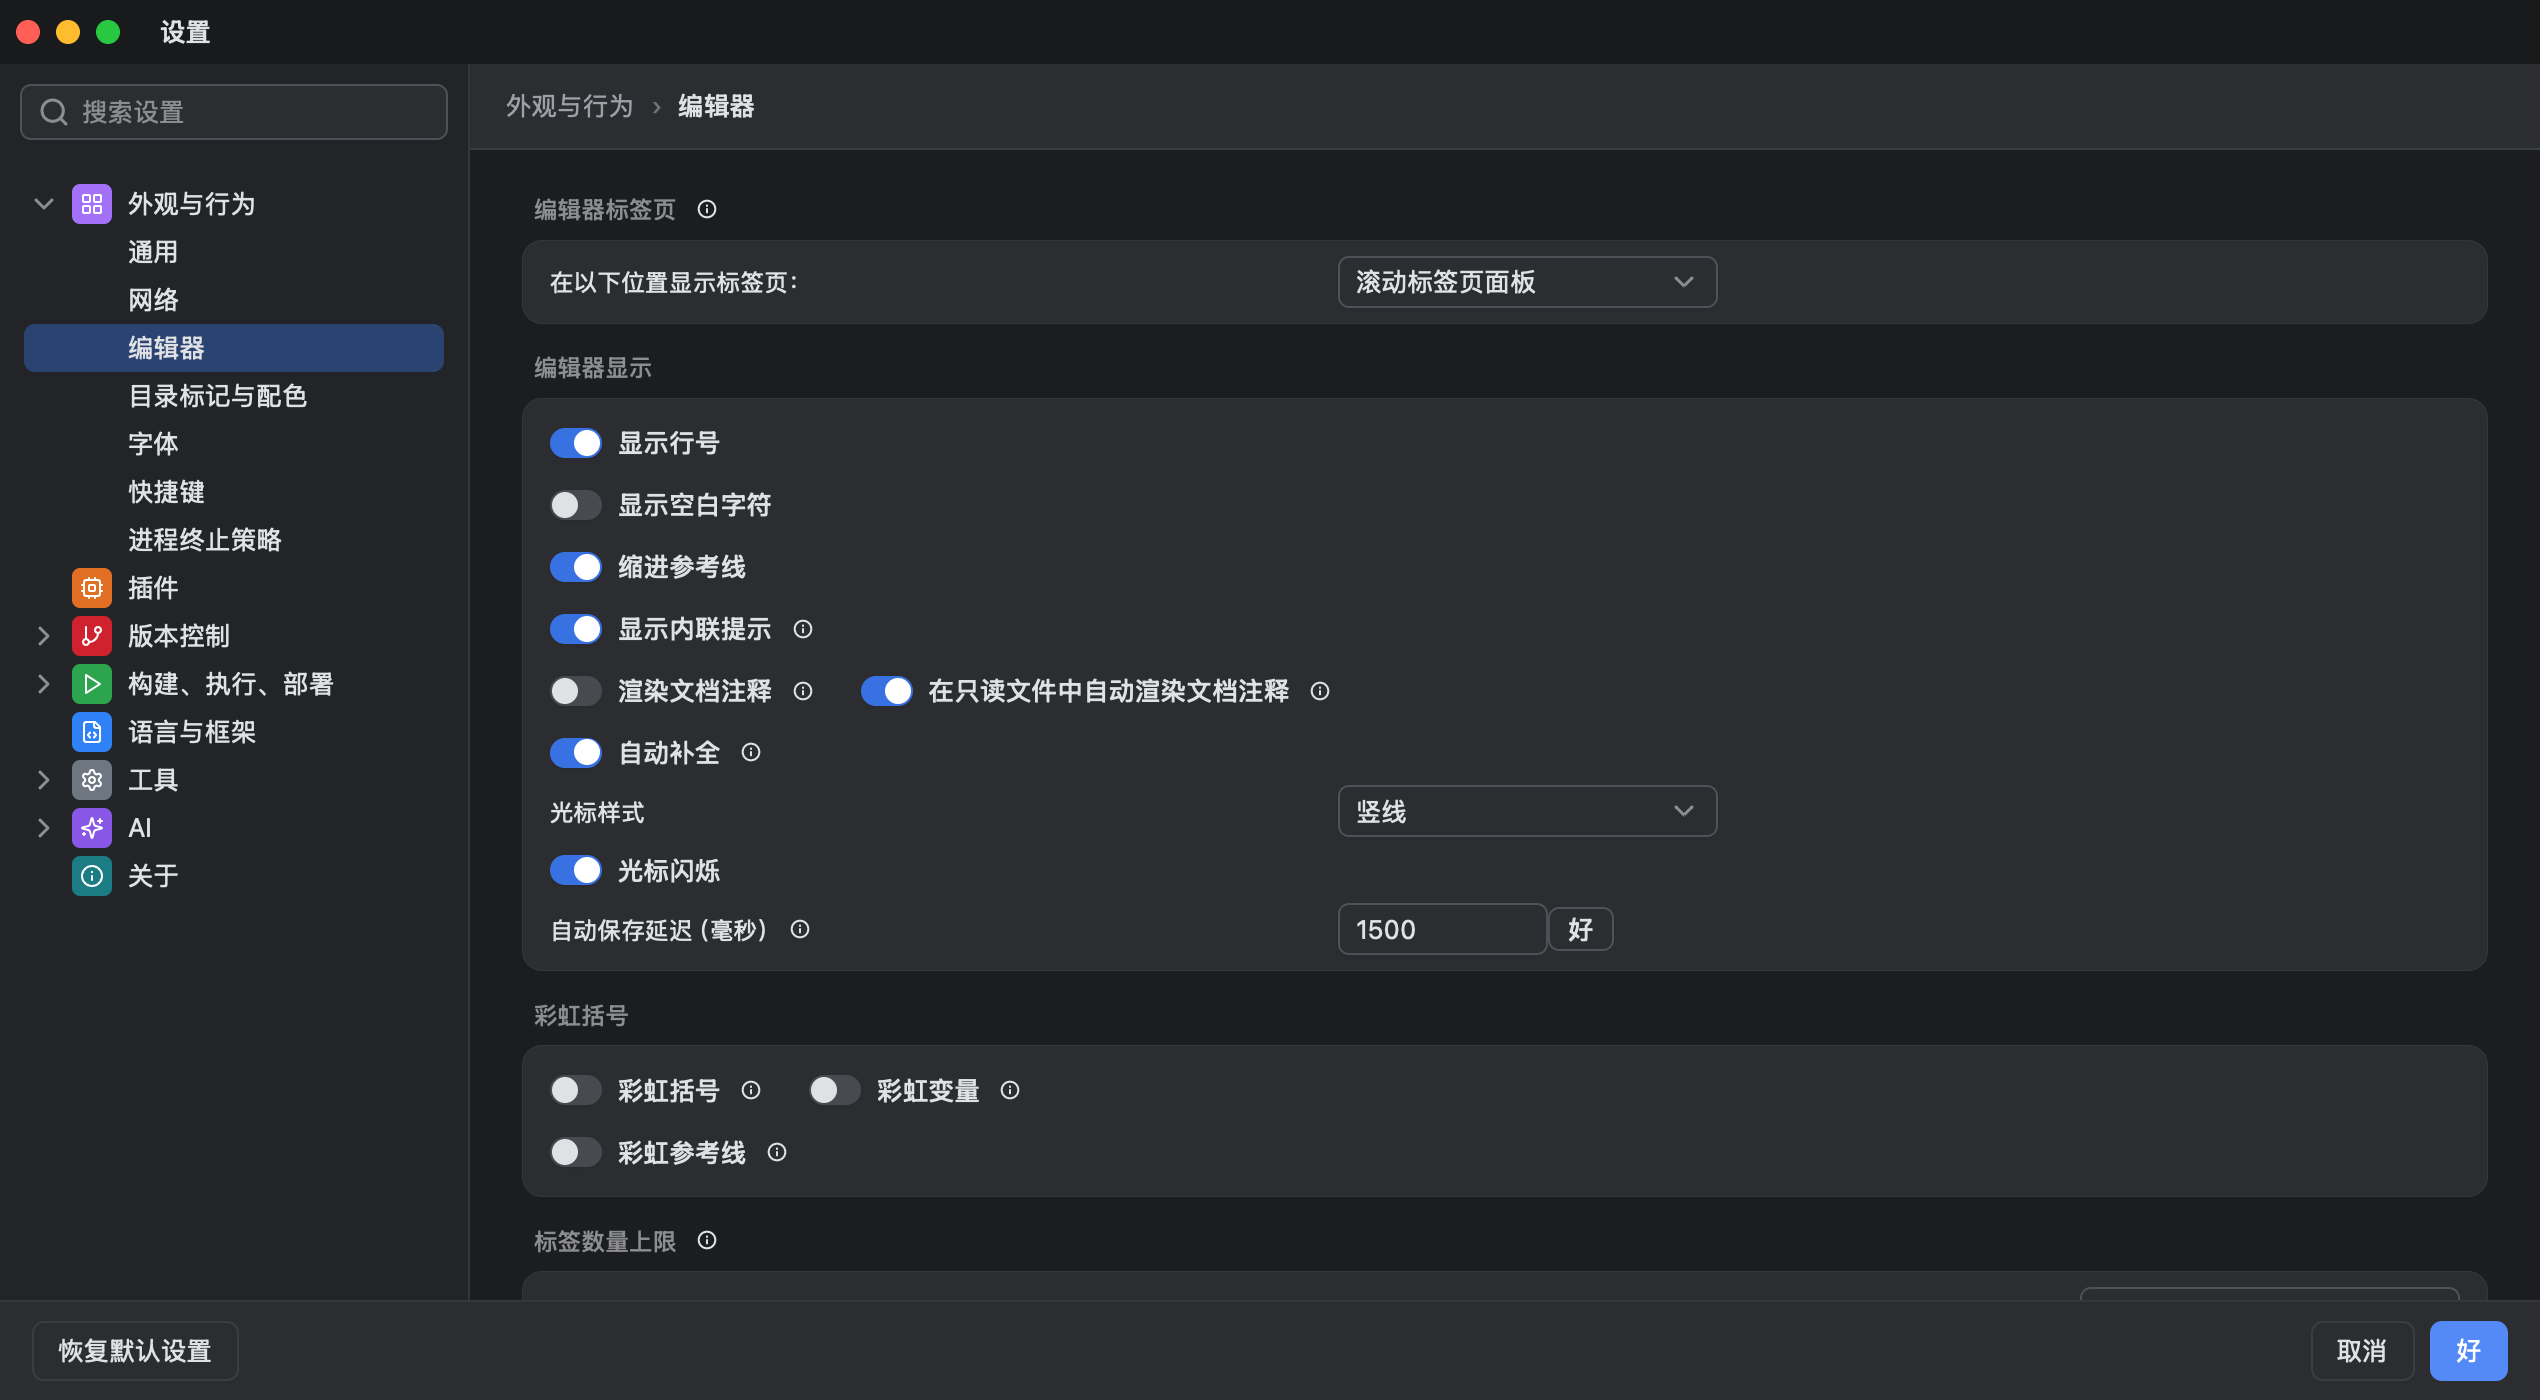 设置
搜索设置
外观与行为
通用
网络
编辑器
目录标记与配色
字体
快捷键
进程终止策略
插件
版本控制
构建、执行、部署
语言与框架
工具
AI
关于
外观与行为 › 编辑器
编辑器标签页
在以下位置显示标签页: 滚动标签页面板
编辑器显示
显示行号
显示空白字符
缩进参考线
显示内联提示
渲染文档注释 在只读文件中自动渲染文档注释
自动补全
光标样式 竖线
光标闪烁
自动保存延迟 (毫秒) 1500 好
彩虹括号
彩虹括号 彩虹变量
彩虹参考线
标签数量上限
恢复默认设置 取消 好